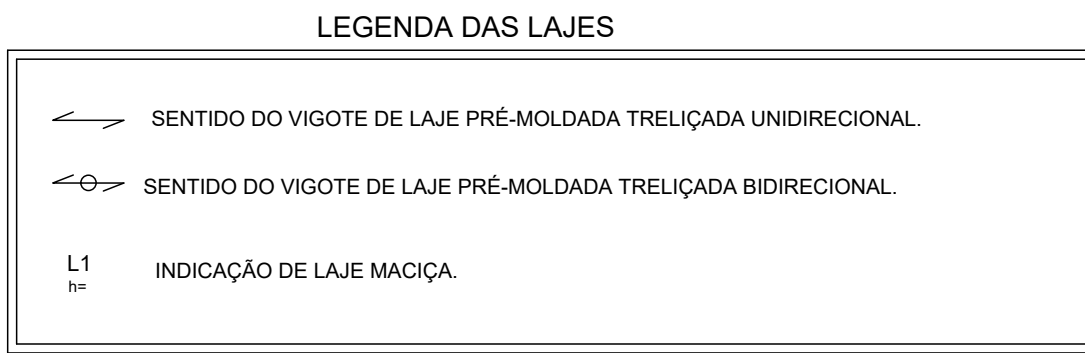 LEGENDA DAS LAJES
SENTIDO DO VIGOTE DE LAJE PRÉ-MOLDADA TRELIÇADA UNIDIRECIONAL.
SENTIDO DO VIGOTE DE LAJE PRÉ-MOLDADA TRELIÇADA BIDIRECIONAL.
L1
h=
INDICAÇÃO DE LAJE MACIÇA.